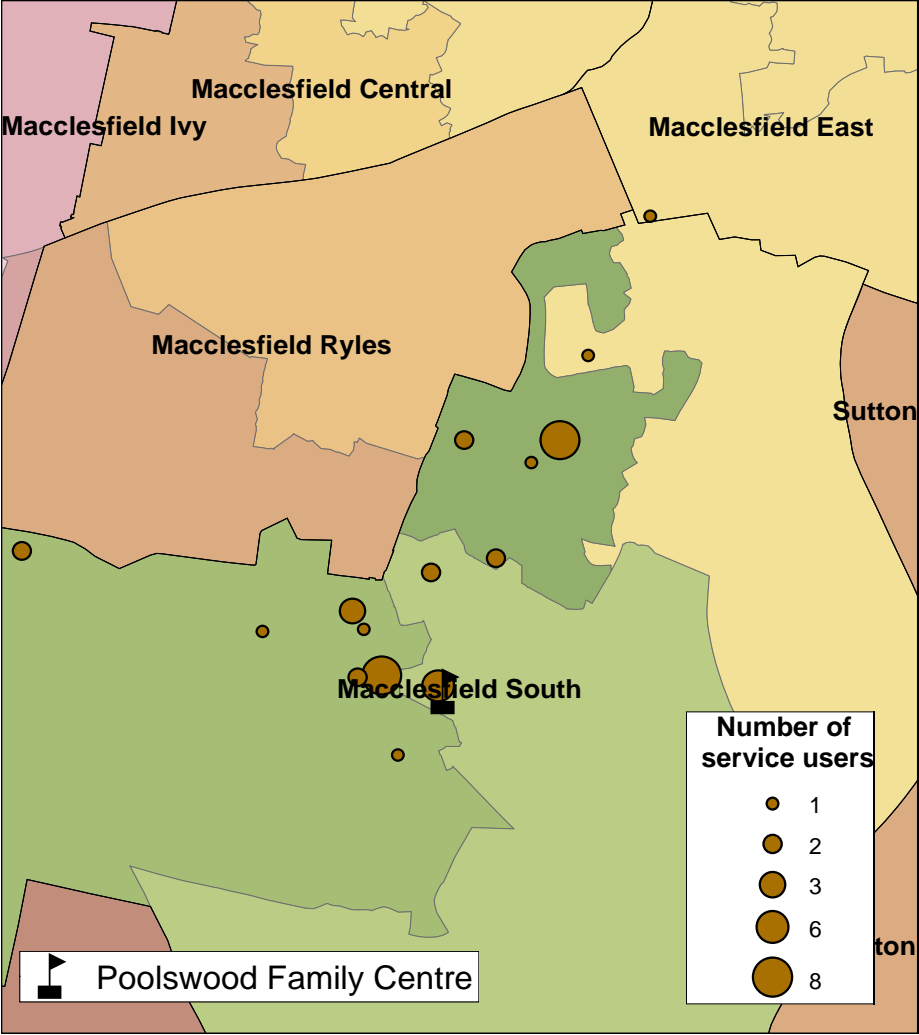 Macclesfield Central
Macclesfield Ivy
Macclesfield East
Macclesfield Ryles
Sutton
Macclesfield South
Number of
service users
1
2
3
6
8
ton
Poolswood Family Centre